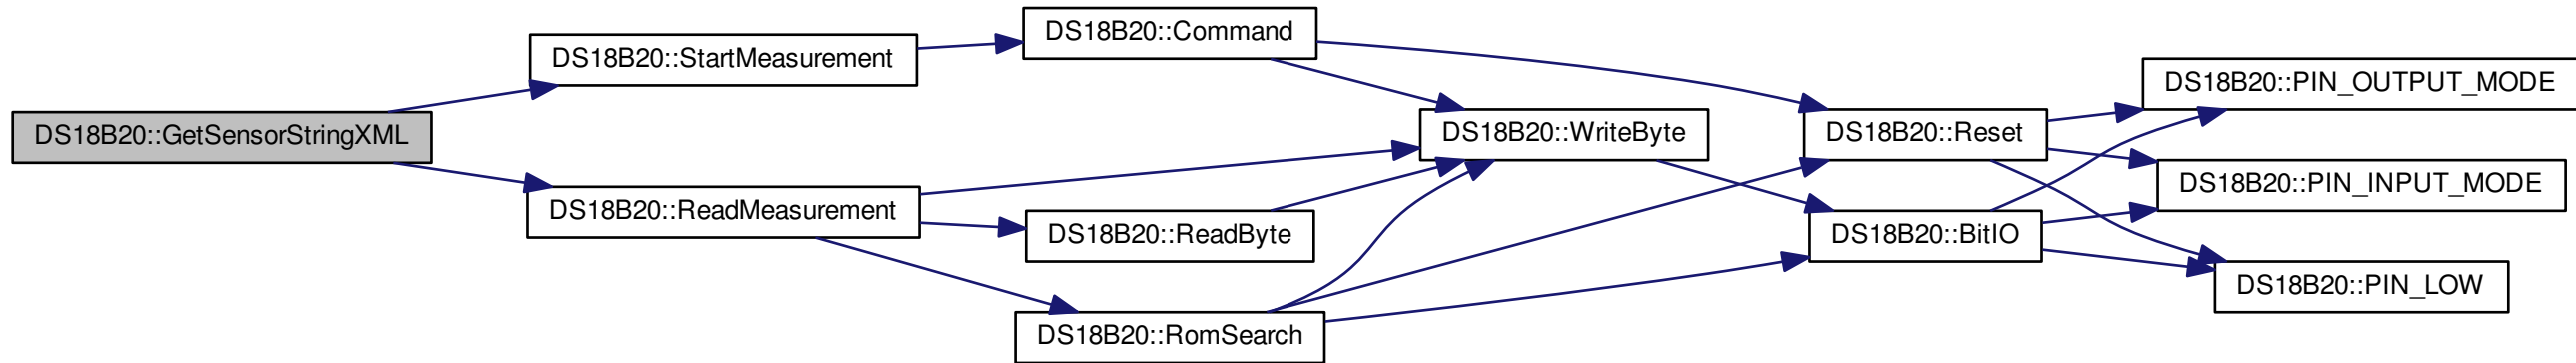 DS18B20::GetSensorStringXML
DS18B20::StartMeasurement
DS18B20::ReadMeasurement
DS18B20::Command
DS18B20::ReadByte
DS18B20::RomSearch
DS18B20::WriteByte
DS18B20::Reset
DS18B20::BitIO
DS18B20::PIN_OUTPUT_MODE
DS18B20::PIN_INPUT_MODE
DS18B20::PIN_LOW